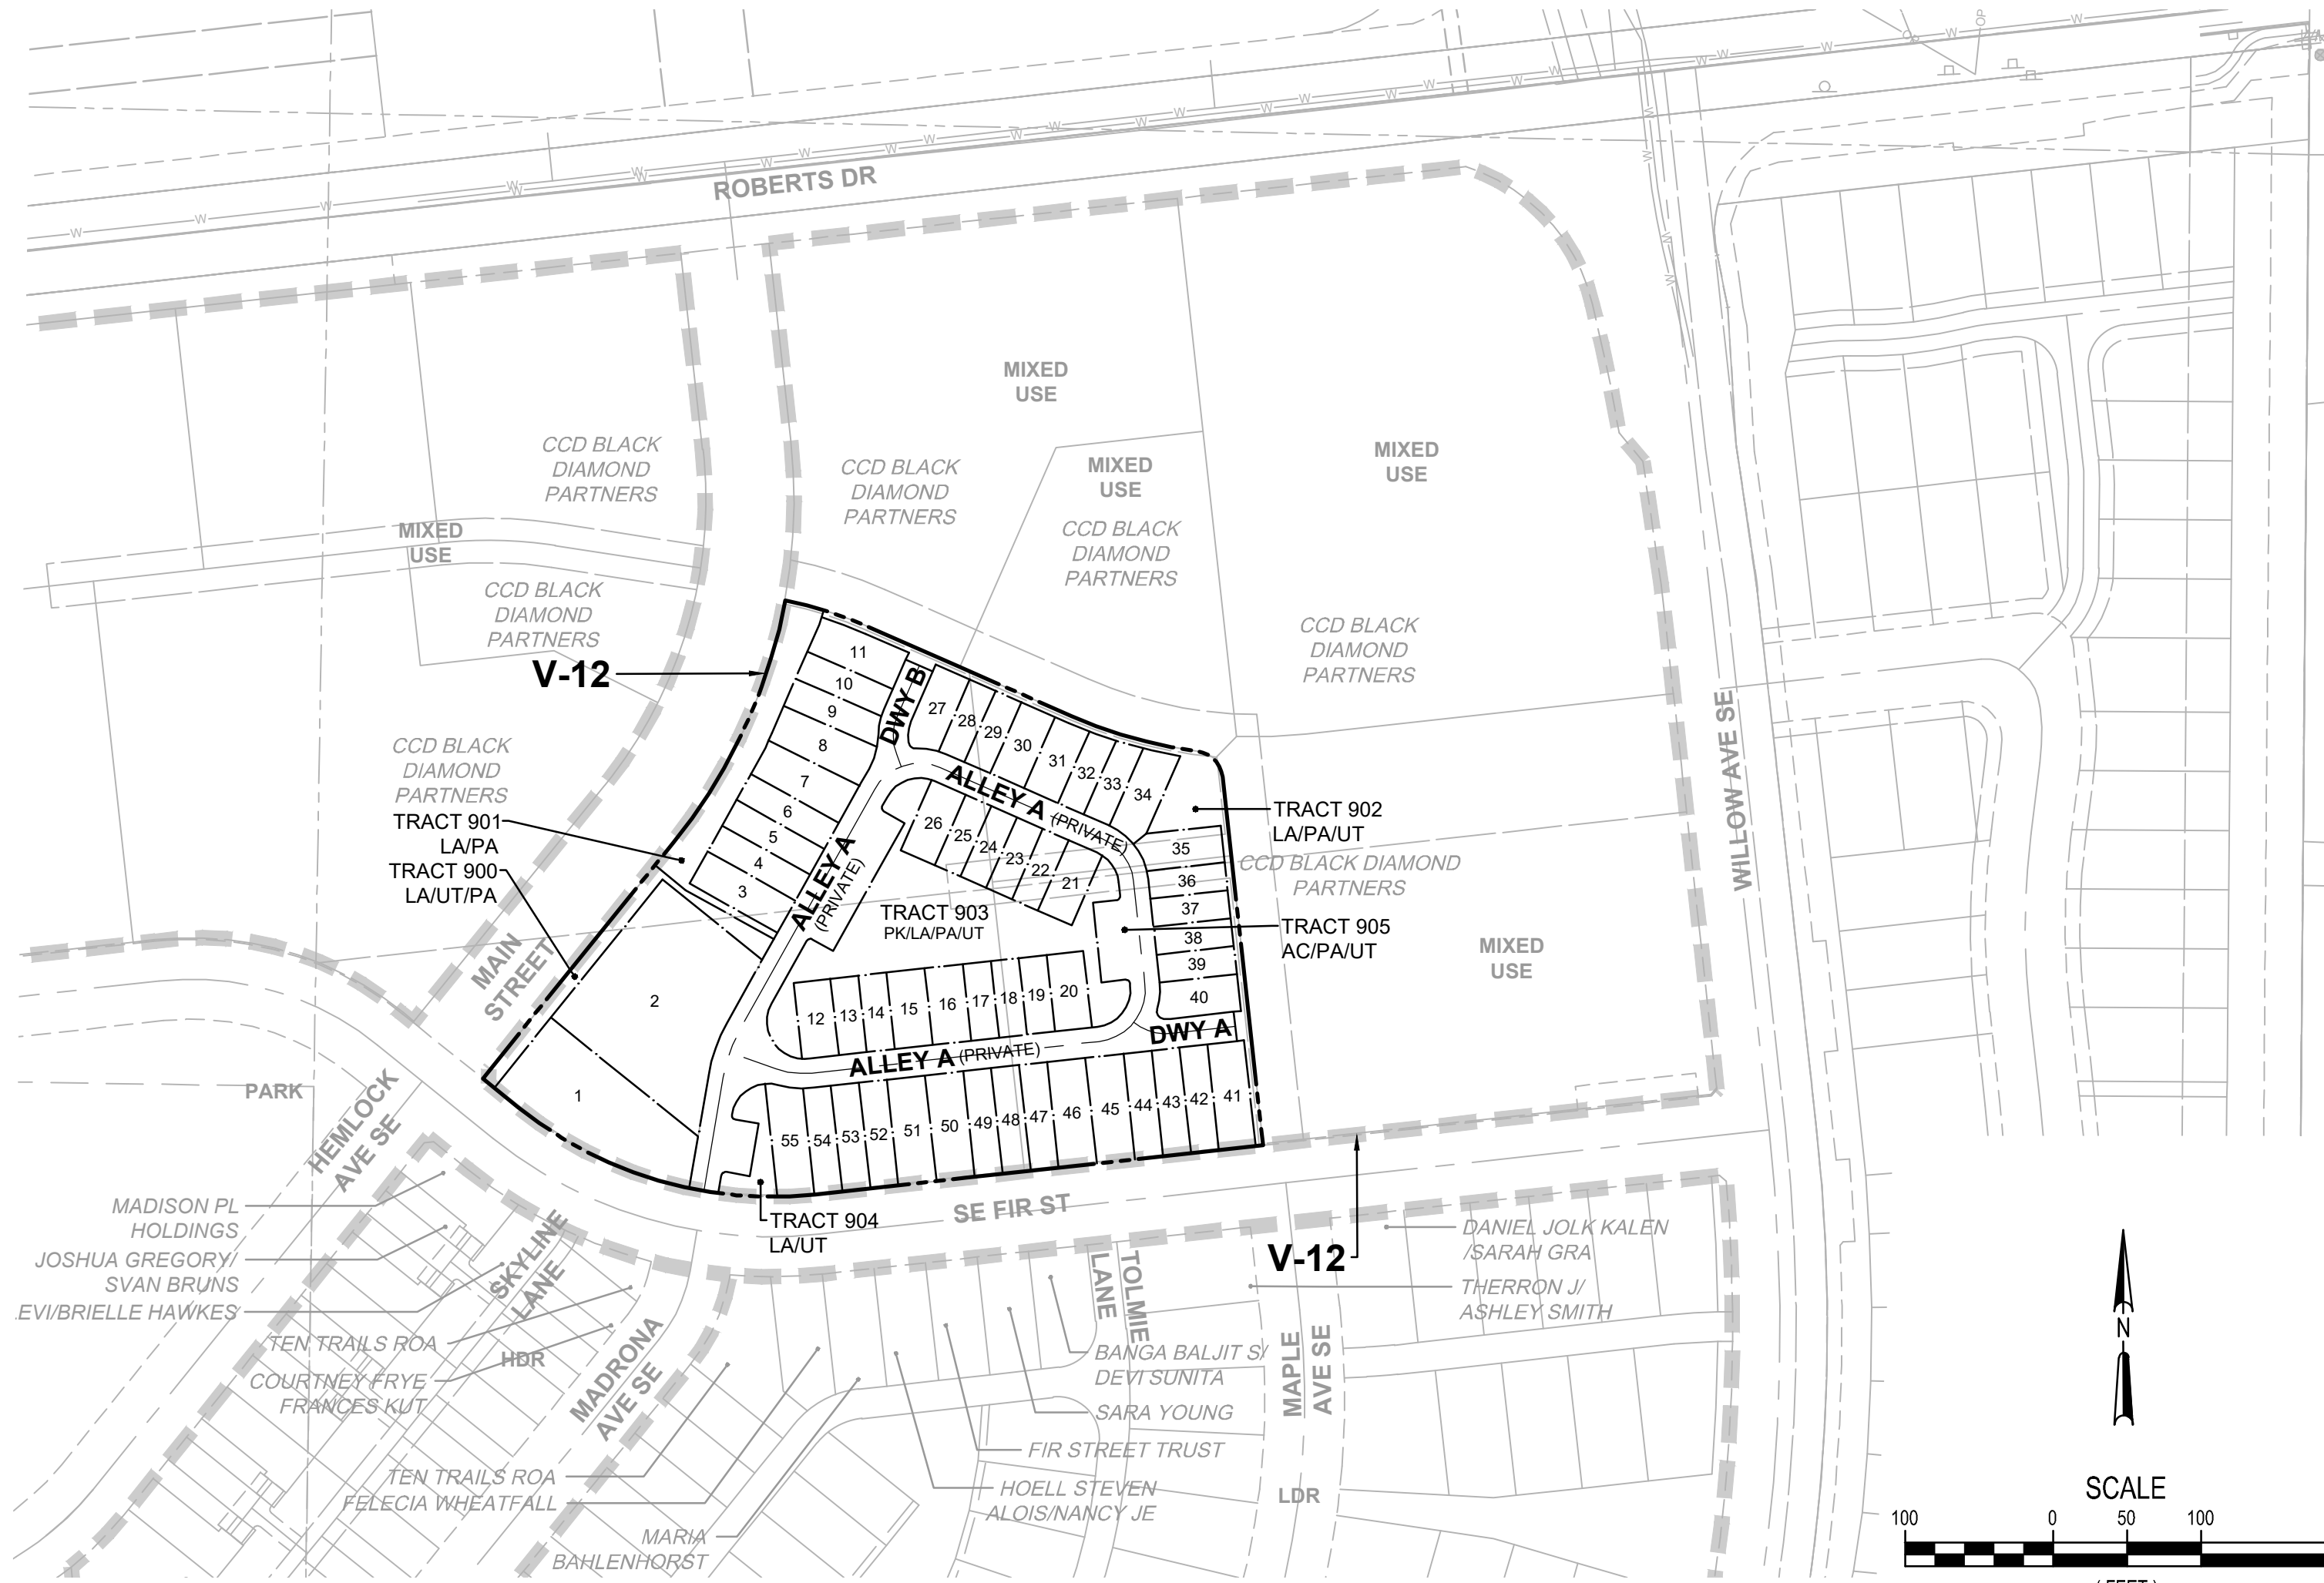 ROBERTS DR
MIXED
USE
MIXED
USE
CCD BLACK
DIAMOND
PARTNERS
CCD BLACK
DIAMOND
PARTNERS
MIXED
USE
CCD BLACK
DIAMOND
PARTNERS
MIXED
USE
CCD BLACK
DIAMOND
PARTNERS
CCD BLACK
DIAMOND
PARTNERS
V-12
CCD BLACK
DIAMOND
PARTNERS
TRACT 901
LA/PA
TRACT 900
LA/UT/PA
11
10
9
8
7
6
5
4
3
2
1
DWY B
27
28
29
30
31
32
33
34
ALLEY A (PRIVATE)
26
25
24
23
22
21
ALLEY A
(PRIVATE)
TRACT 903
PK/LA/PA/UT
35
36
37
38
39
40
TRACT 902
LA/PA/UT
CCD BLACK DIAMOND
PARTNERS
TRACT 905
AC/PA/UT
MIXED
USE
WILLOW AVE SE
MAIN
STREET
12
13
14
15
16
17
18
19
20
DWY A
ALLEY A (PRIVATE)
55
54
53
52
51
50
49
48
47
46
45
44
43
42
41
TRACT 904
LA/UT
SE FIR ST
V-12
PARK
HEMLOCK
AVE SE
MADISON PL
HOLDINGS
JOSHUA GREGORY/
SVAN BRUNS
EVI/BRIELLE HAWKES
SKYLINE
LANE
TEN TRAILS ROA
HDR
COURTNEY FRYE
FRANCES KUT
MADRONA
AVE SE
TEN TRAILS ROA
FELECIA WHEATFALL
MARIA
BAHLENHORST
TOLMIE
LANE
MAPLE
AVE SE
DANIEL JOLK KALEN
/SARAH GRA
THERRON J/
ASHLEY SMITH
BANGA BALJIT S/
DEVI SUNITA
SARA YOUNG
FIR STREET TRUST
HOELL STEVEN
ALOIS/NANCY JE
LDR
N
SCALE
100 0 50 100